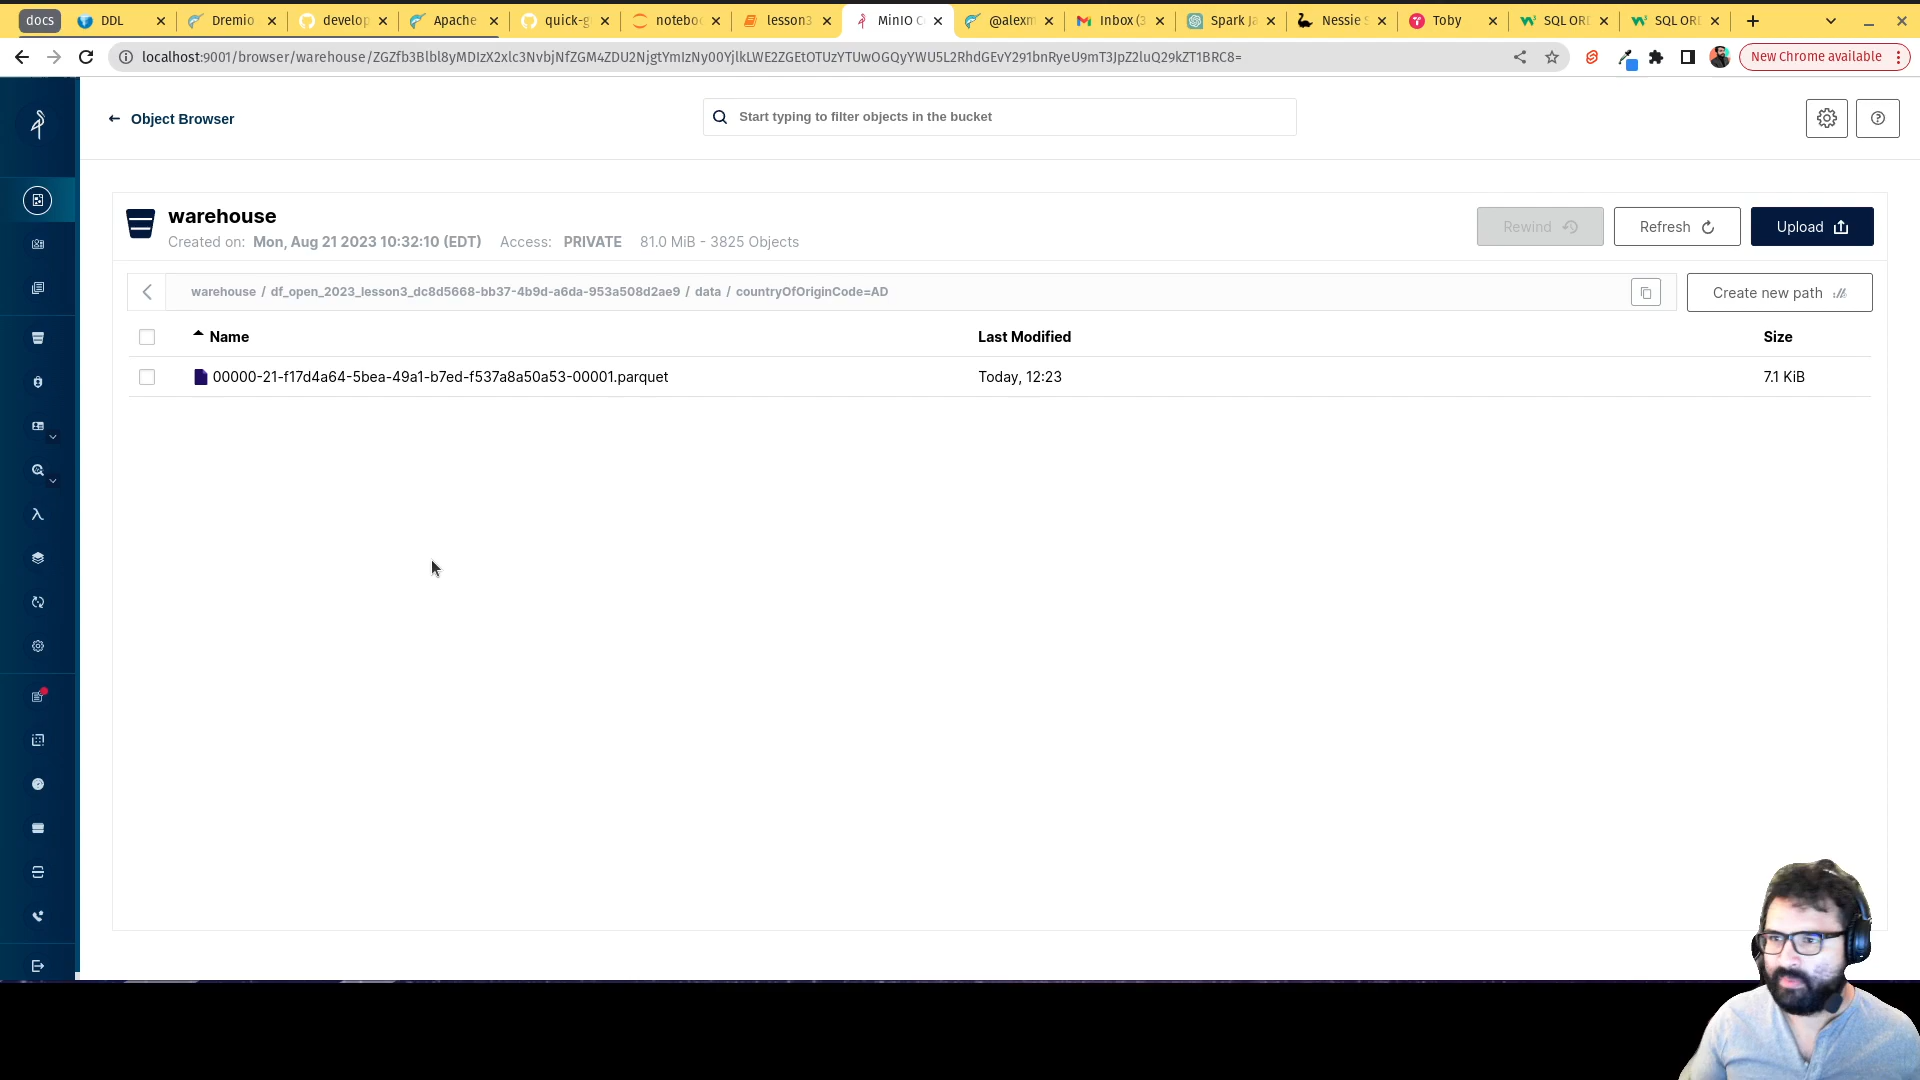 docs DDL Dremio develop Apache quick-g noteboo lesson3 MinIO C @alexm Inbox (3 Spark Ja Nessie S Toby SQL ORD SQL ORD
localhost:9001/browser/warehouse/ZGZfb3Blbl8yMDIzX2xlc3NvbjNfZGM4ZDU2NjgtYmIzNy00YjlkLWE2ZGEtOTUzYTUwOGQyYWU5L2RhdGEvY291bnRyeU9mT3JpZ2luQ29kZT1BRC8=
New Chrome available
Object Browser
Start typing to filter objects in the bucket
warehouse
Created on: Mon, Aug 21 2023 10:32:10 (EDT) Access: PRIVATE 81.0 MiB - 3825 Objects
Rewind Refresh Upload
warehouse / df_open_2023_lesson3_dc8d5668-bb37-4b9d-a6da-953a508d2ae9 / data / countryOfOriginCode=AD
Create new path
Name Last Modified Size
00000-21-f17d4a64-5bea-49a1-b7ed-f537a8a50a53-00001.parquet Today, 12:23 7.1 KiB